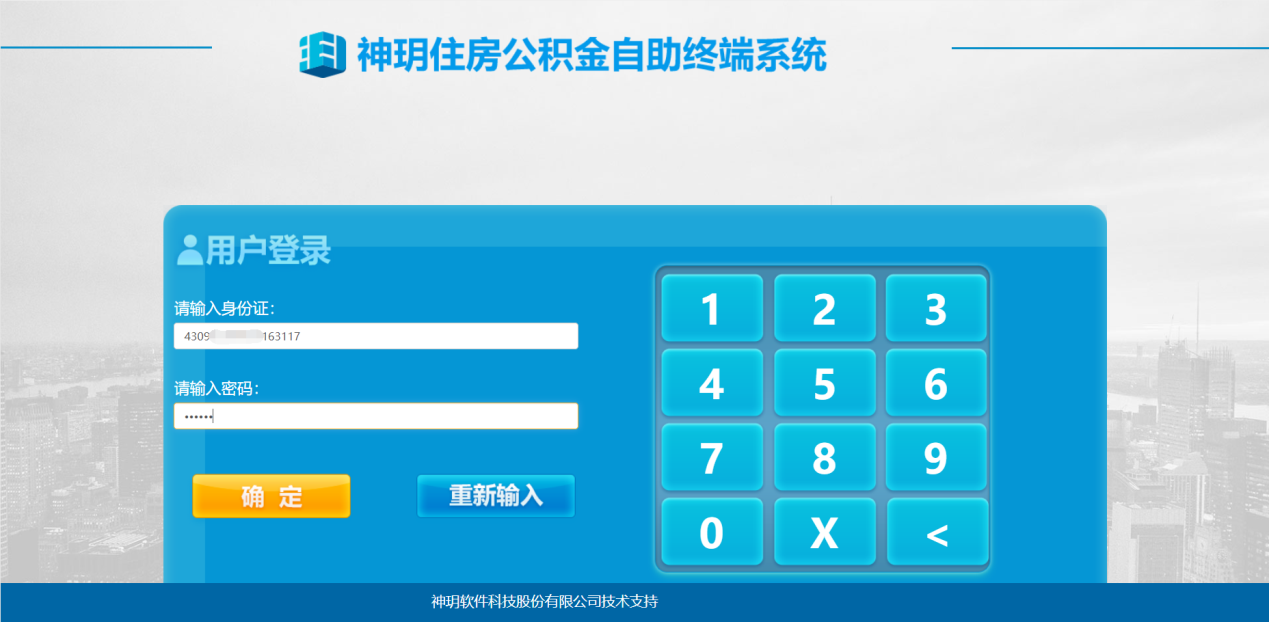 神玥住房公积金自助终端系统
用户登录
请输入身份证：
4309 163117
请输入密码：
••••••
确 定
重新输入
1 2 3
4 5 6
7 8 9
0 X <
神玥软件科技股份有限公司技术支持